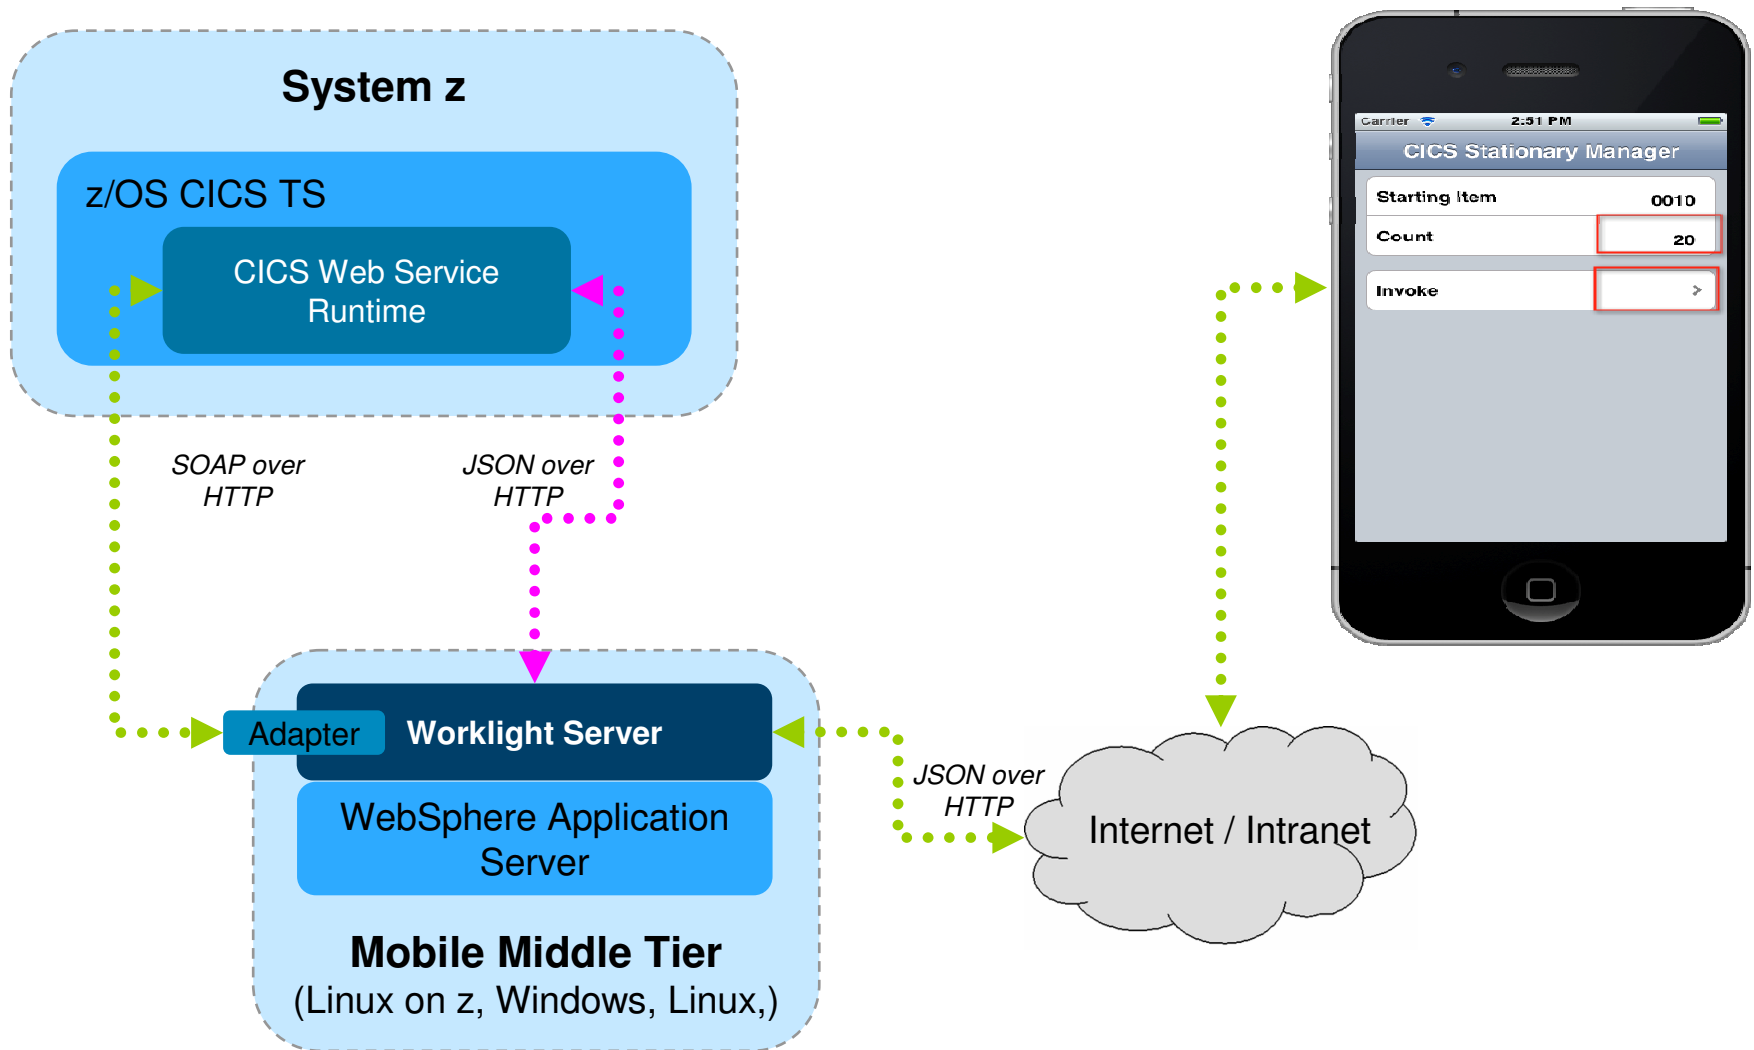 System z
z/OS CICS TS
CICS Web Service
Runtime
SOAP over
HTTP
JSON over
HTTP
Adapter
Worklight Server
WebSphere Application
Server
Mobile Middle Tier
(Linux on z, Windows, Linux,)
JSON over
HTTP
Internet / Intranet
Carrier 2:51 PM
CICS Stationary Manager
Starting Item 0010
Count 20
Invoke >